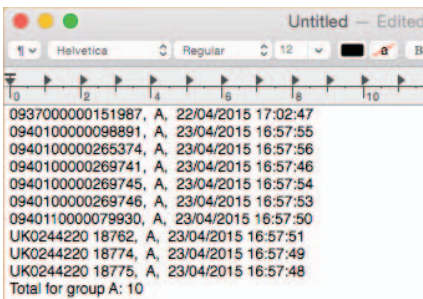 Untitled — Edited
¶ Helvetica Regular 12 a B
0 2 4 6 8 10
0937000000151987, A, 22/04/2015 17:02:47
0940100000098891, A, 23/04/2015 16:57:55
0940100000265374, A, 23/04/2015 16:57:56
0940100000269741, A, 23/04/2015 16:57:46
0940100000269745, A, 23/04/2015 16:57:54
0940100000269746, A, 23/04/2015 16:57:53
0940110000079930, A, 23/04/2015 16:57:50
UK0244220 18762, A, 23/04/2015 16:57:51
UK0244220 18774, A, 23/04/2015 16:57:49
UK0244220 18775, A, 23/04/2015 16:57:48
Total for group A: 10